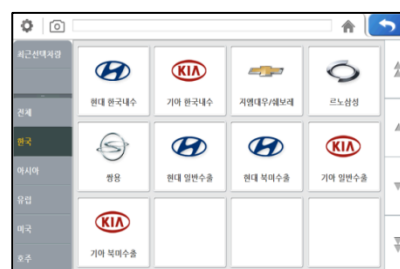 최근선택차량
전체
한국
아시아
유럽
미국
호주
현대 한국내수
KIA
기아 한국내수
지엠대우/쉐보레
르노삼성
쌍용
현대 일반수출
현대 북미수출
KIA
기아 일반수출
KIA
기아 북미수출